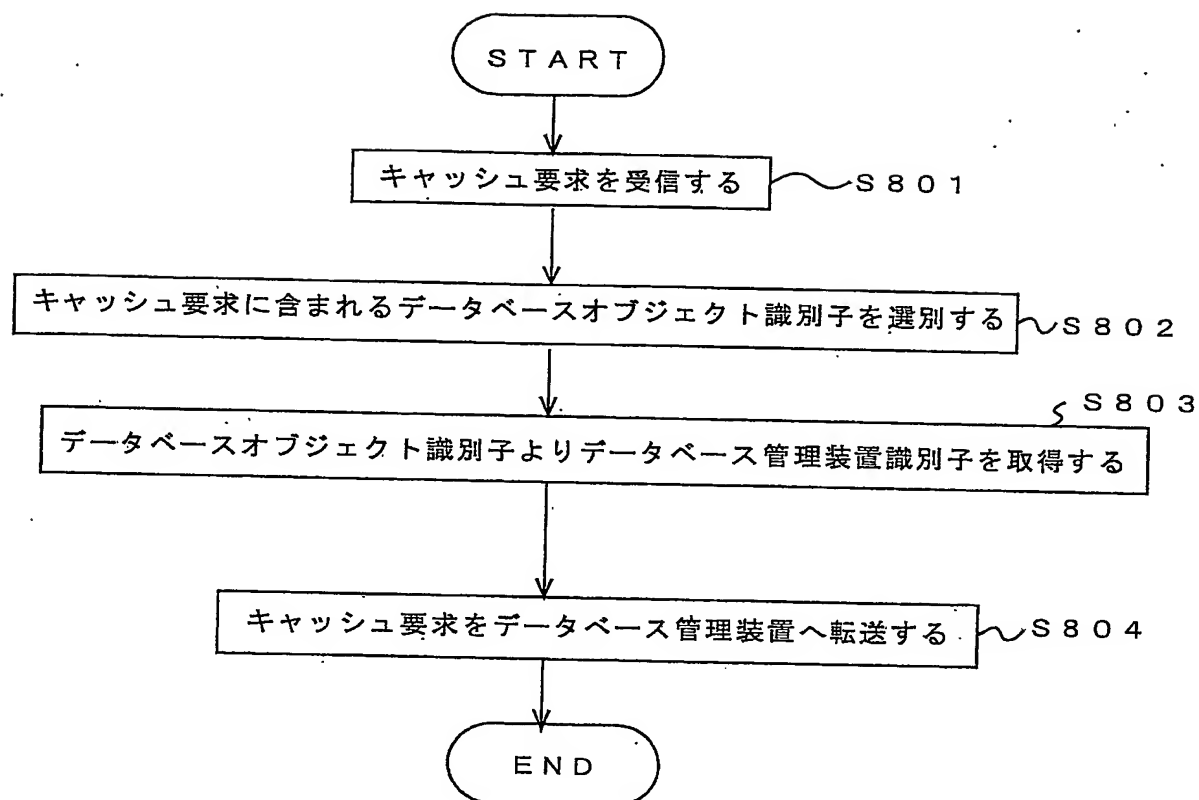 START
キャッシュ要求を受信する
S801
キャッシュ要求に含まれるデータベースオブジェクト識別子を選別する
S802
S803
データベースオブジェクト識別子よりデータベース管理装置識別子を取得する
キャッシュ要求をデータベース管理装置へ転送する
S804
END